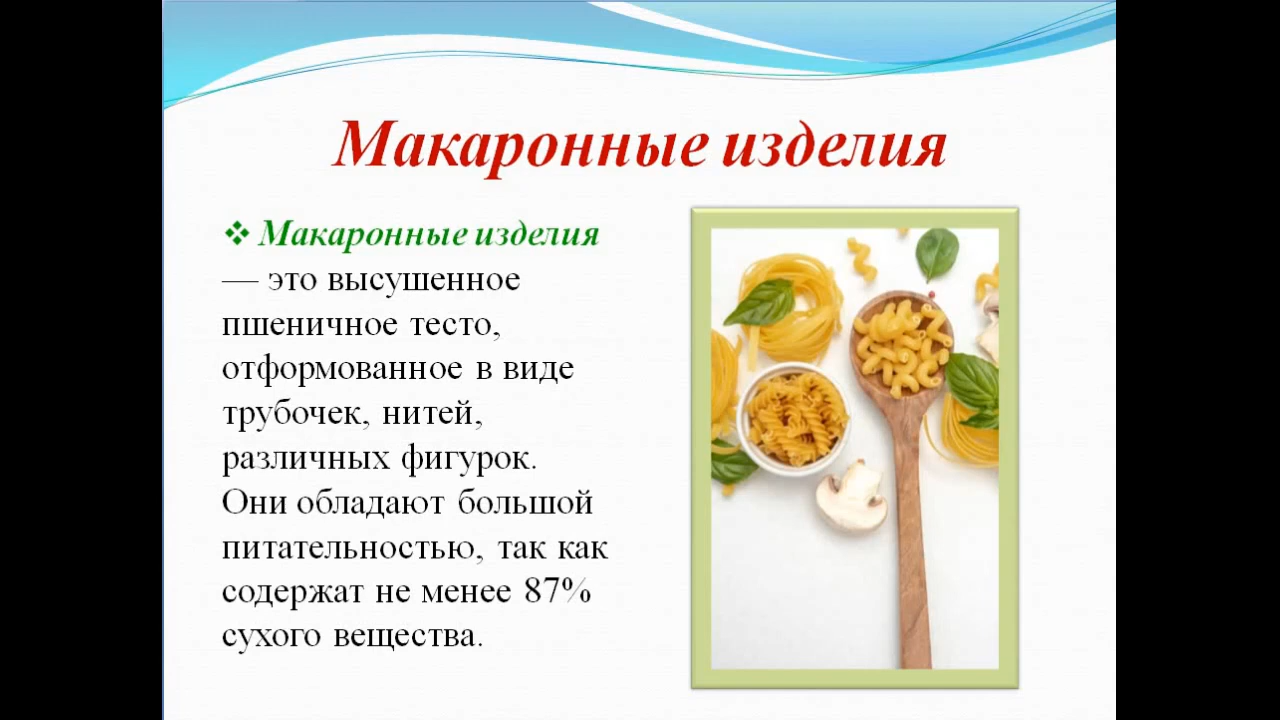 Макаронные изделия
❖ Макаронные изделия
— это высушенное
пшеничное тесто,
отформованное в виде
трубочек, нитей,
различных фигурок.
Они обладают большой
питательностью, так как
содержат не менее 87%
сухого вещества.